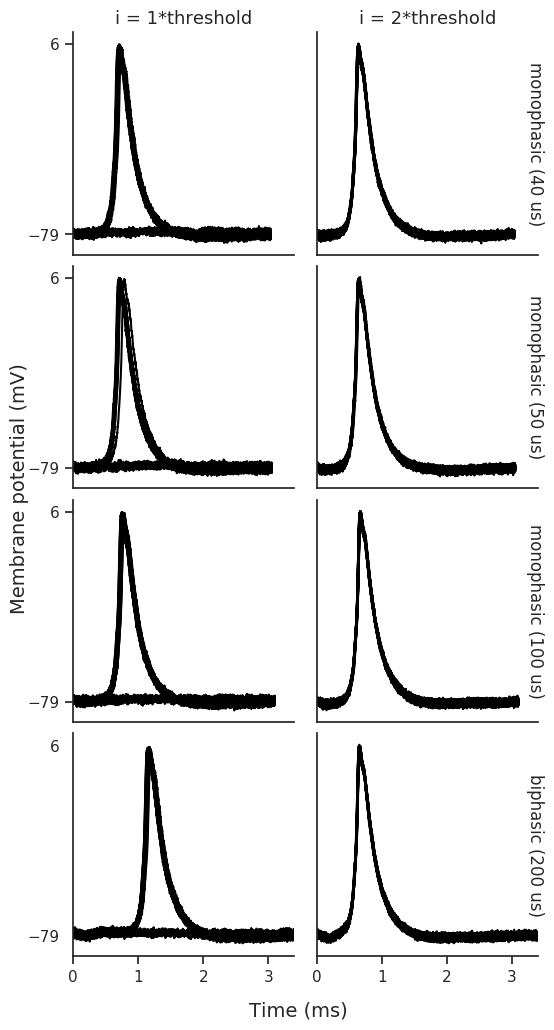 i = 1*threshold
i = 2*threshold
6
−79
monophasic (40 us)
6
−79
monophasic (50 us)
Membrane potential (mV)
6
−79
monophasic (100 us)
6
−79
biphasic (200 us)
0 1 2 3
0 1 2 3
Time (ms)